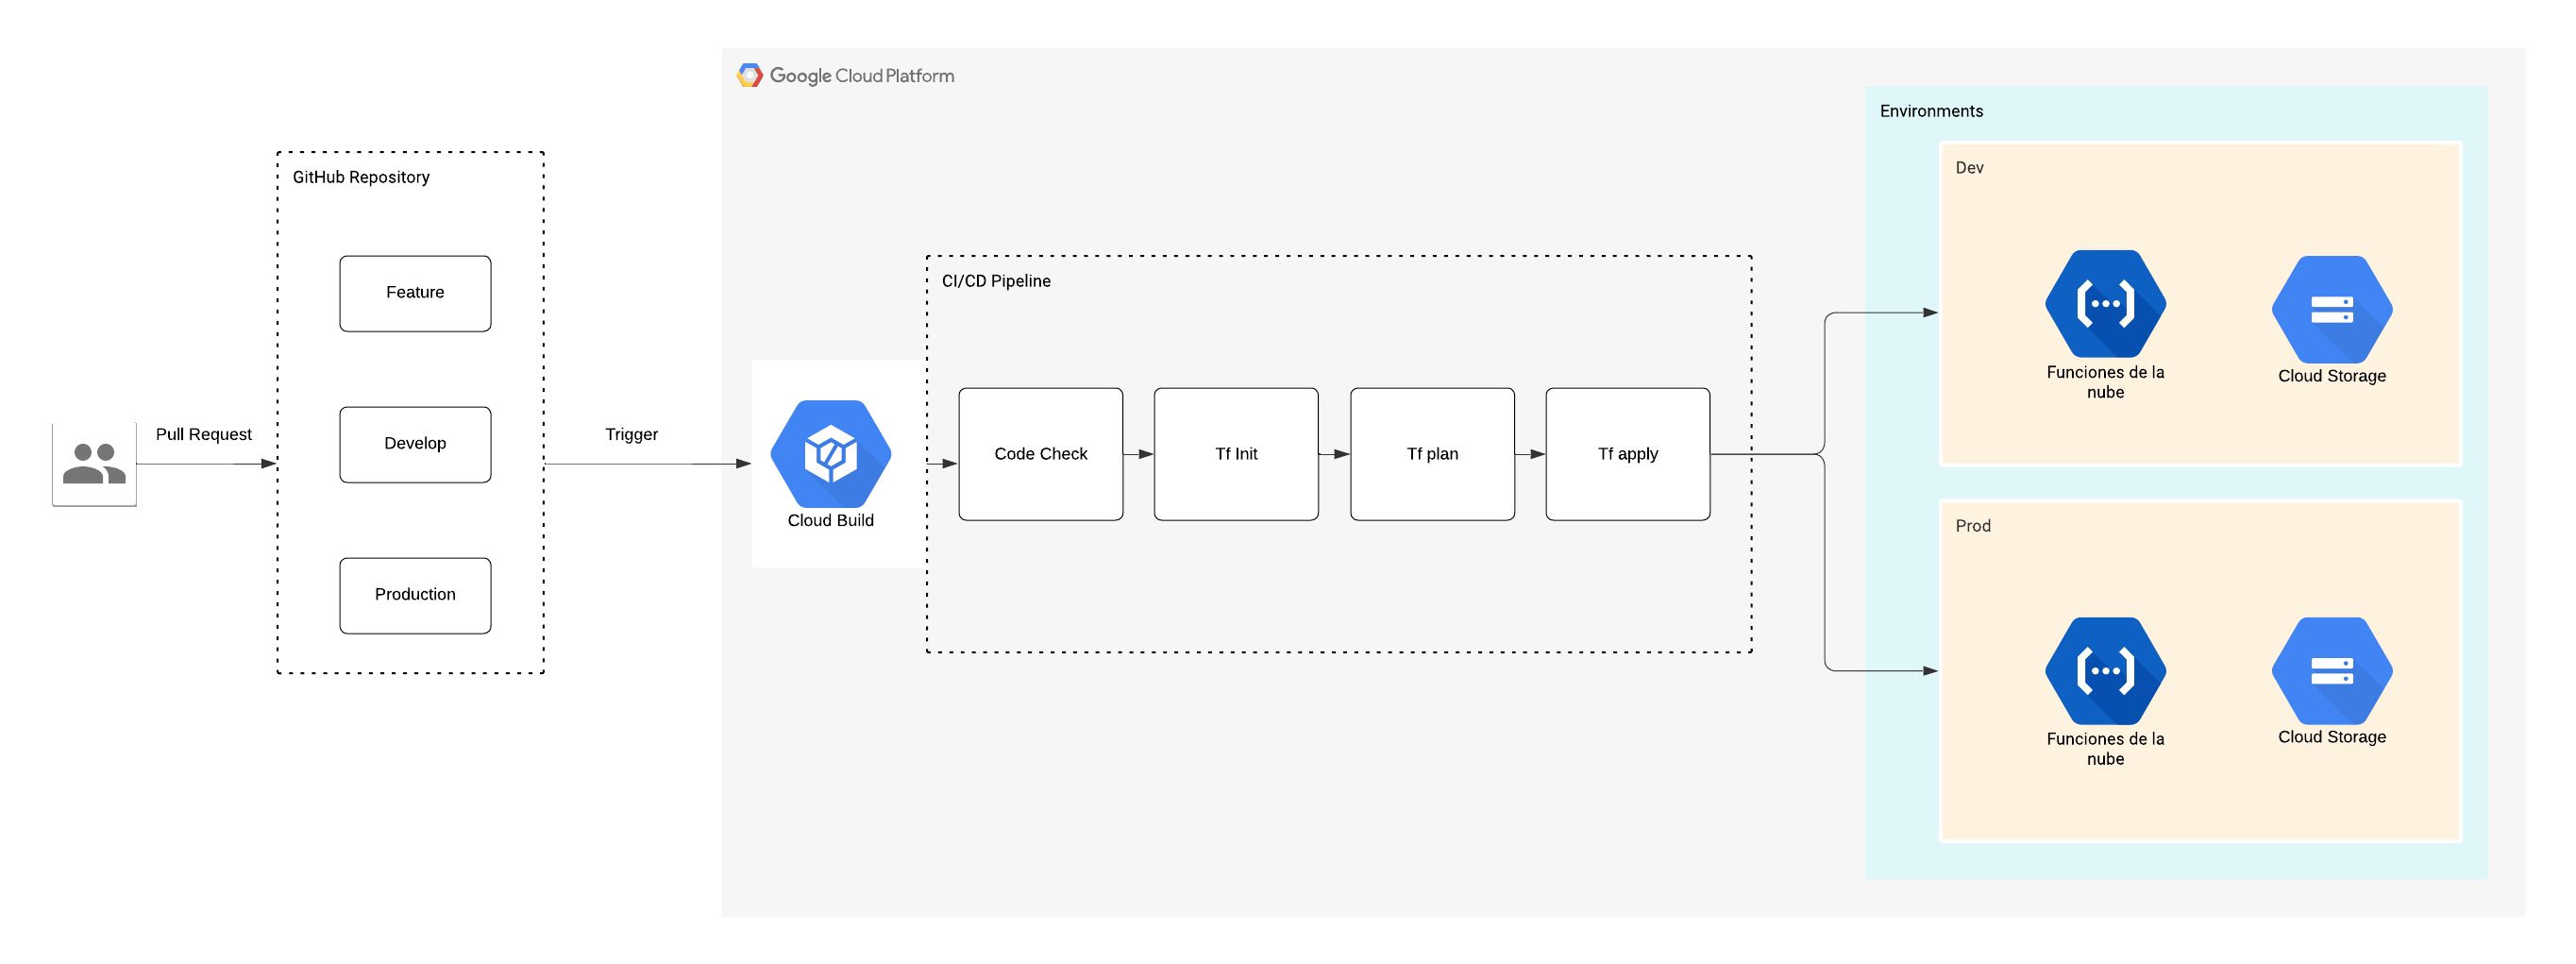 Google Cloud Platform
Environments
Dev
GitHub Repository
CI/CD Pipeline
Feature
Develop
Production
Pull Request
Trigger
Cloud Build
Code Check
Tf Init
Tf plan
Tf apply
Funciones de la
nube
Cloud Storage
Prod
Funciones de la
nube
Cloud Storage